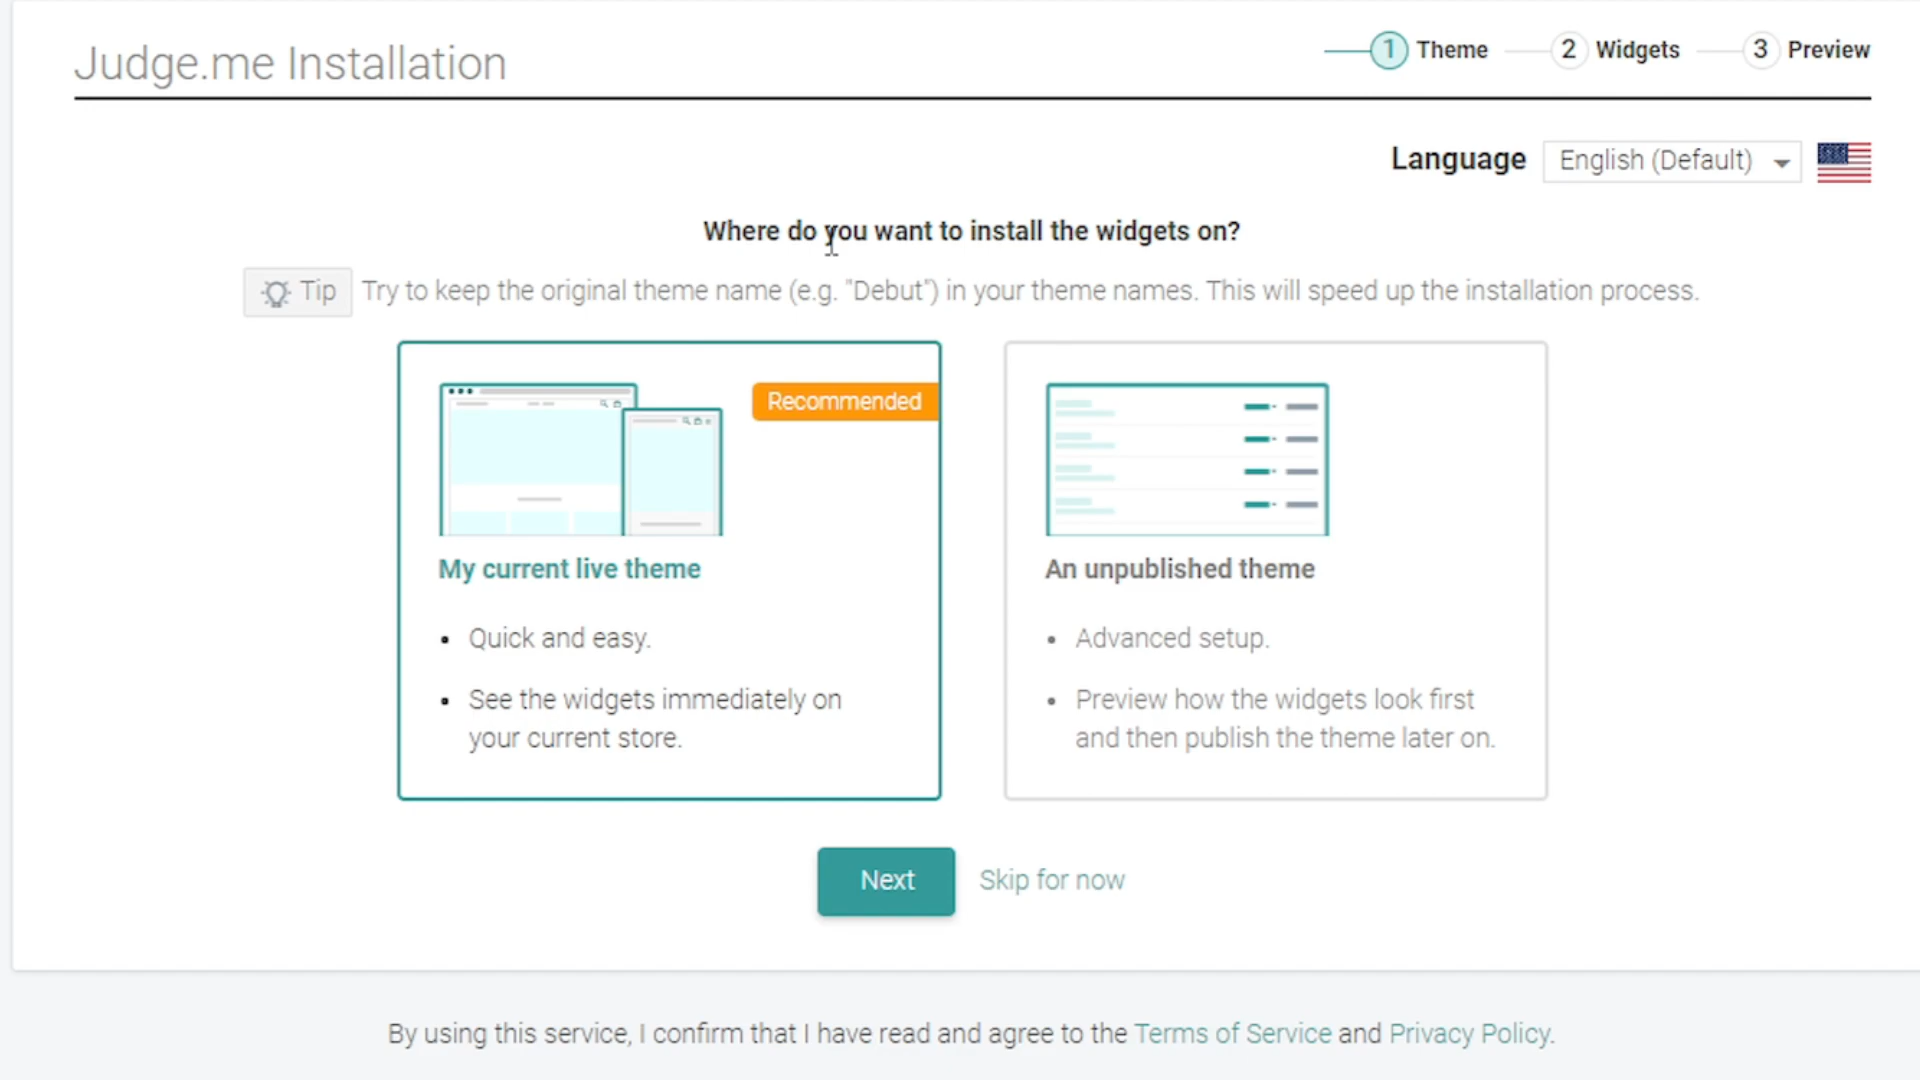 Judge.me Installation
1 Theme 2 Widgets 3 Preview
Language English (Default)
Where do you want to install the widgets on?
Tip Try to keep the original theme name (e.g. "Debut") in your theme names. This will speed up the installation process.
Recommended
My current live theme
• Quick and easy.
• See the widgets immediately on
your current store.
An unpublished theme
• Advanced setup.
• Preview how the widgets look first
and then publish the theme later on.
Next Skip for now
By using this service, I confirm that I have read and agree to the Terms of Service and Privacy Policy.